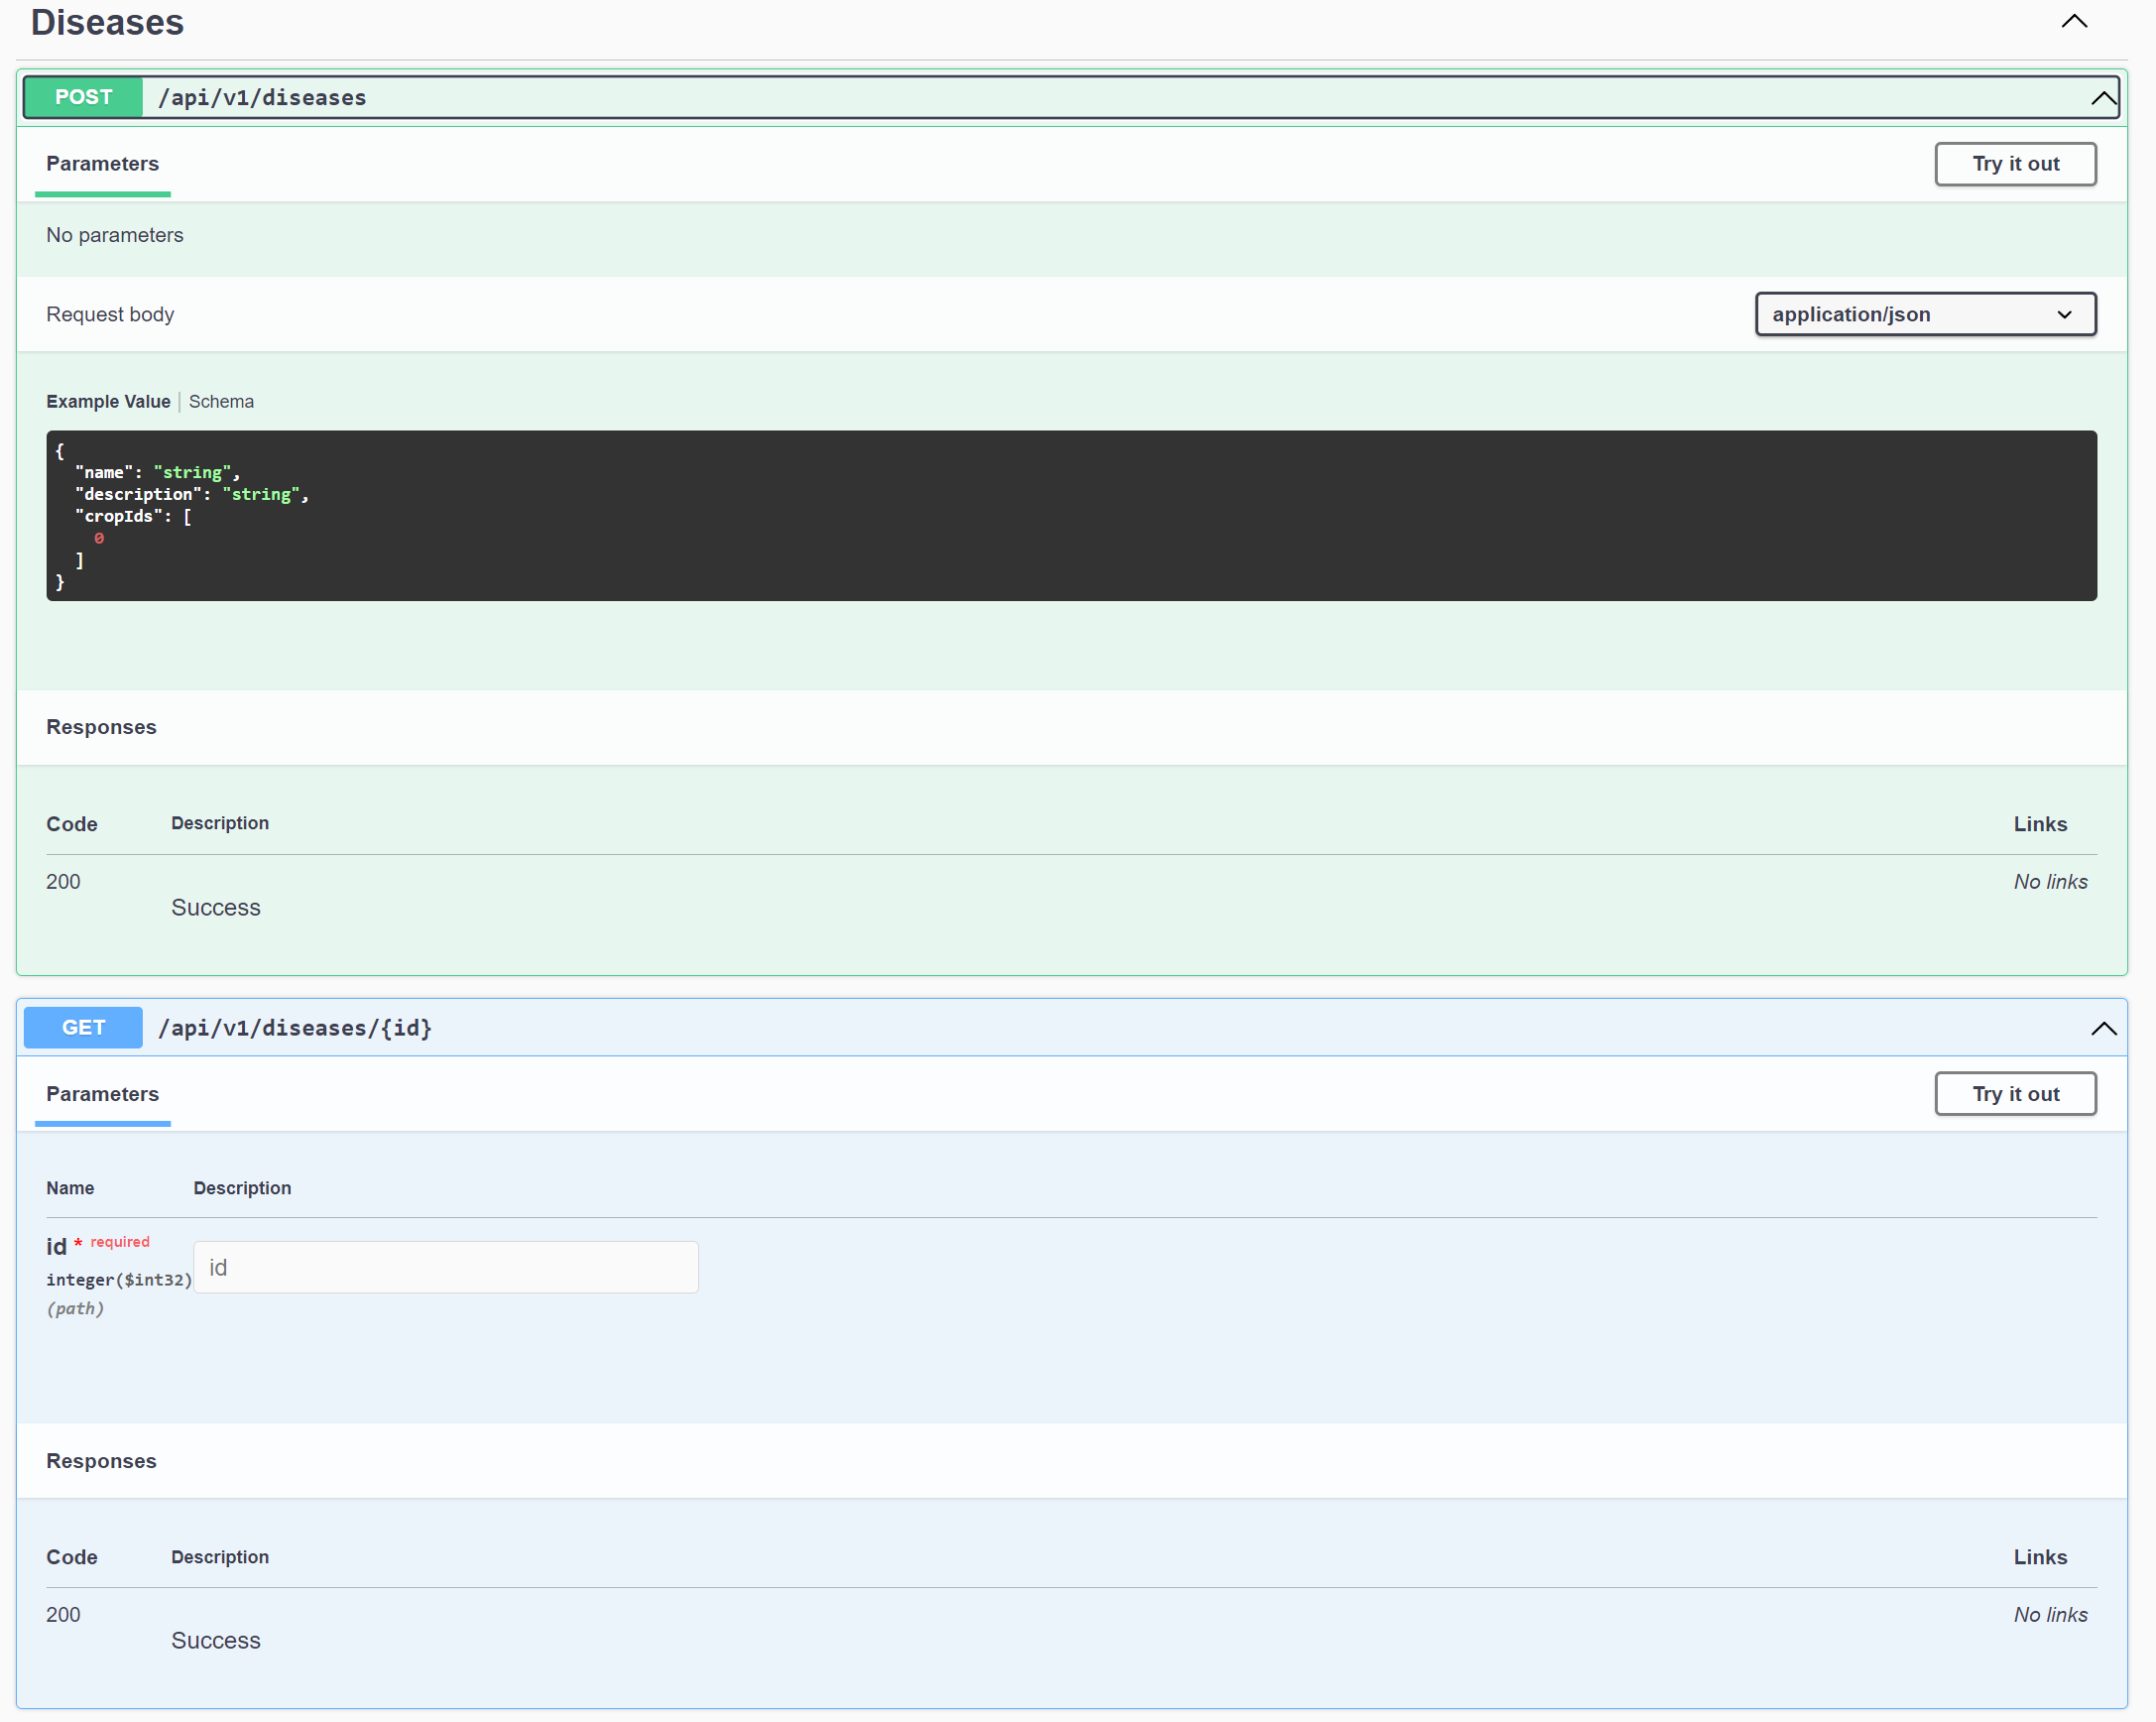 Diseases
POST /api/v1/diseases
Parameters Try it out
No parameters
Request body application/json
Example Value | Schema
{
"name": "string",
"description": "string",
"cropIds": [
0
]
}
Responses
Code Description Links
200 No links
Success
GET /api/v1/diseases/{id}
Parameters Try it out
Name Description
id * required
id
integer($int32)
(path)
Responses
Code Description Links
200 No links
Success